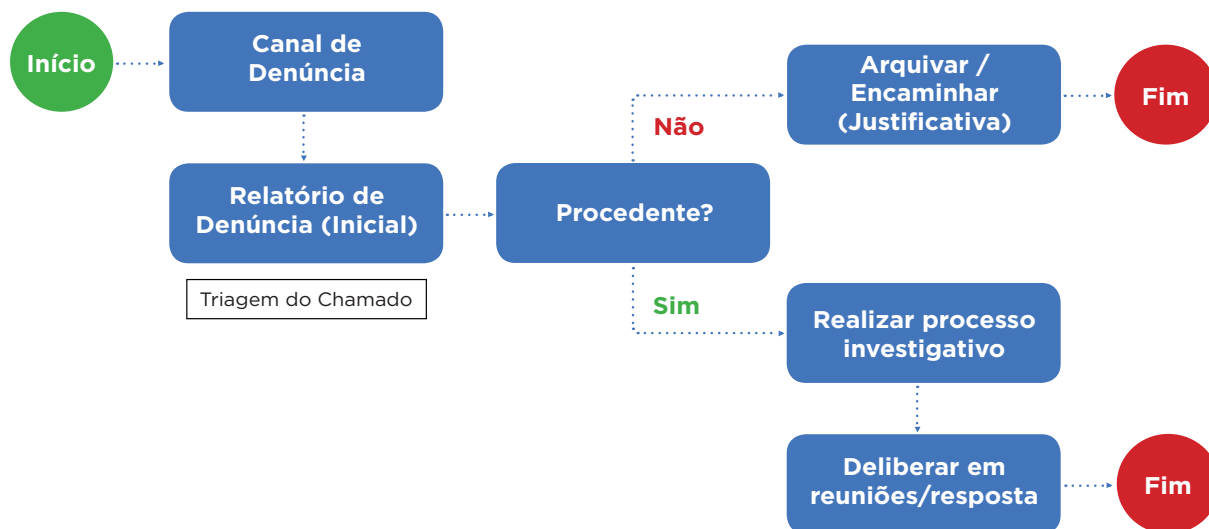 Início
Canal de
Denúncia
Arquivar /
Encaminhar
(Justificativa)
Fim
Não
Relatório de
Denúncia (Inicial)
Procedente?
Triagem do Chamado
Sim
Realizar processo
investigativo
Deliberar em
reuniões/resposta
Fim